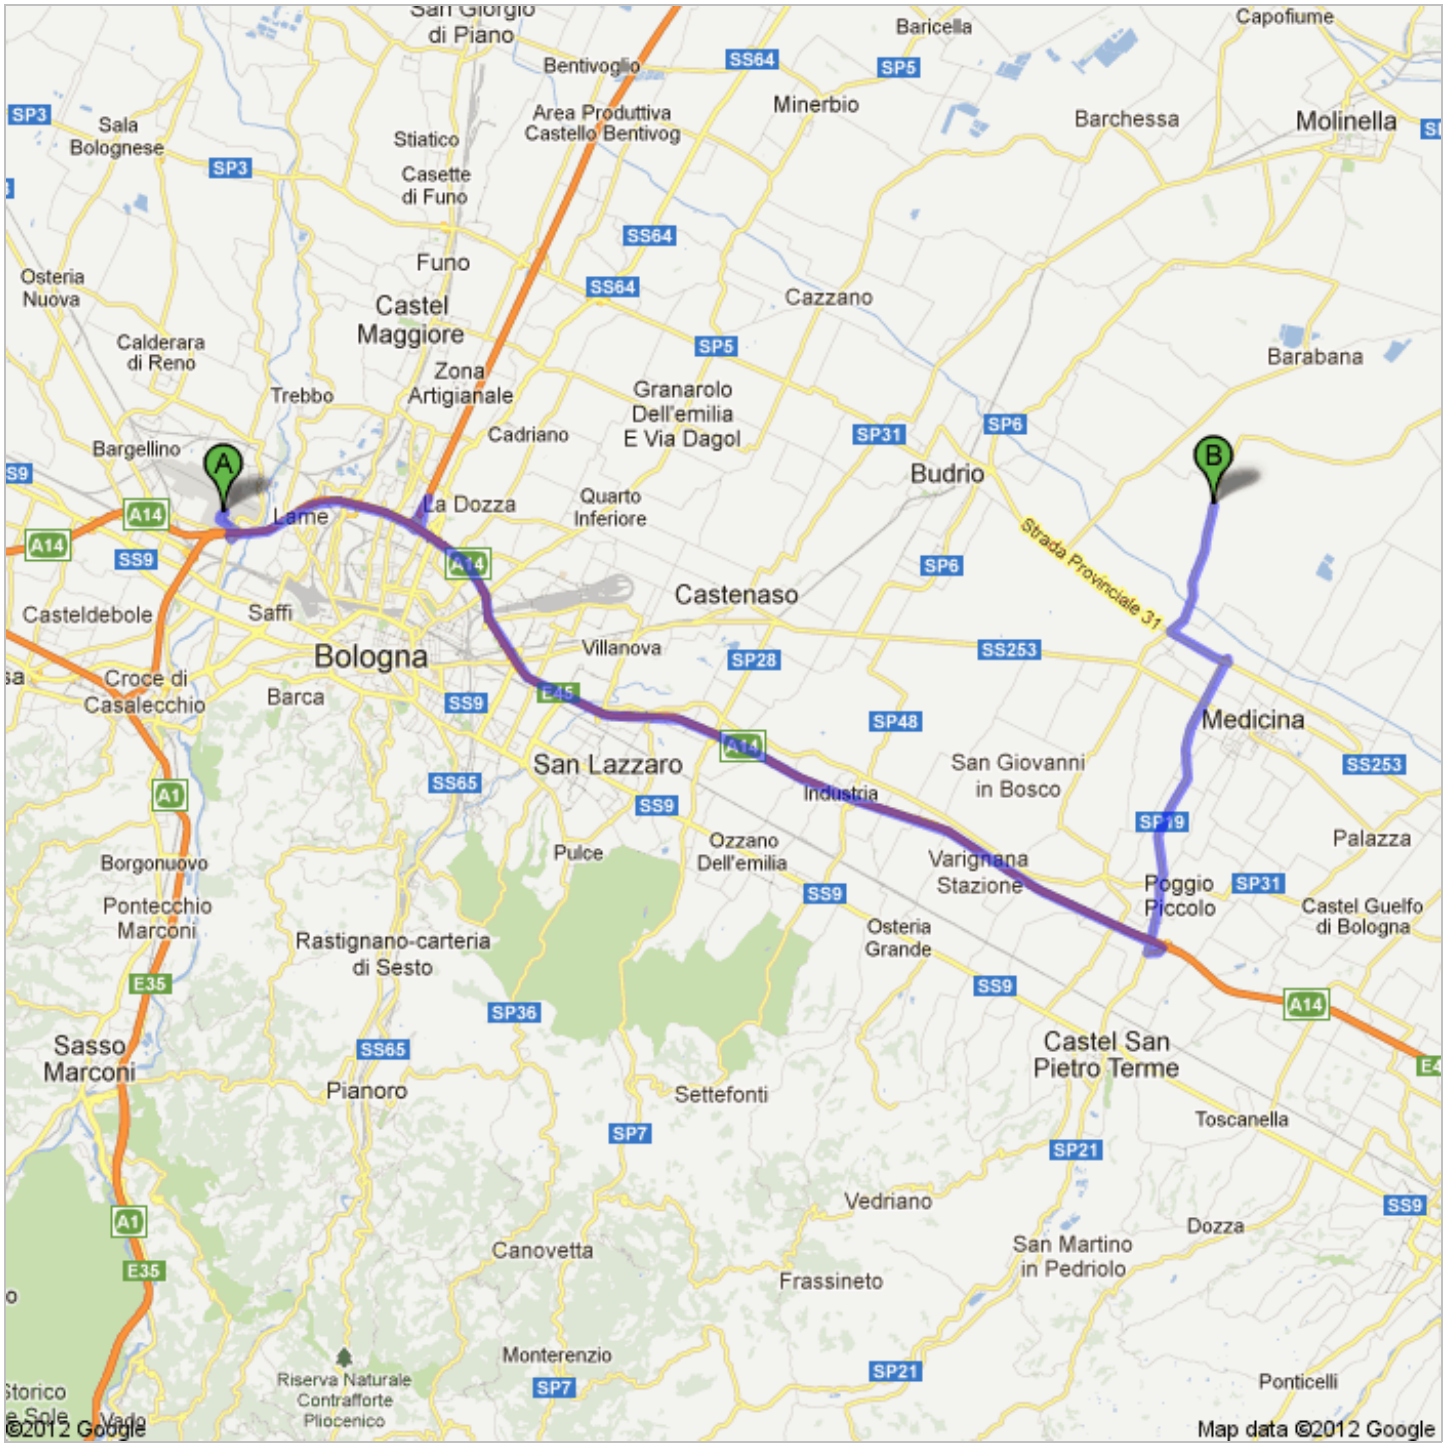 San Giorgio
di Piano
Baricella
Capofiume
Bentivoglio
SS64
SP5
SP3
Area Produttiva
Castello Bentivog
Minerbio
Barchessa
Molinella
Sala
Bolognese
Stiatico
SP3
Casette
di Funo
SS64
Funo
SS64
Osteria
Nuova
Castel
Maggiore
Cazzano
Calderara
di Reno
SP5
Barabana
Zona
Artigianale
Trebbo
Granarolo
Dell'emilia
E Via Dagol
SP6
Cadriano
SP31
Bargellino
A
B
Budrio
S9
La Dozza
Quarto
Inferiore
A14
Lame
A14
SS9
A14
SP6
Strada Provinciale 31
Castenaso
Casteldebole
Saffi
Villanova
SS253
Bologna
SP28
sa
Croce di
Casalecchio
Barca
E45
SS9
SP48
Medicina
A14
San Giovanni
in Bosco
SS253
San Lazzaro
SS65
A1
Industria
SS9
SP19
Palazza
Ozzano
Dell'emilia
Pulce
Borgonuovo
Varignana
Stazione
SS9
Poggio
Piccolo
SP31
Pontecchio
Marconi
Castel Guelfo
di Bologna
Osteria
Grande
Rastignano-carteria
di Sesto
E35
SS9
A14
SP36
Sasso
Marconi
SS65
Castel San
Pietro Terme
E4
Pianoro
Settefonti
Toscanella
SP7
SP21
Vedriano
SS9
A1
Dozza
Canovetta
San Martino
in Pedriolo
E35
Frassineto
o
Monterenzio
SP21
Riserva Naturale
Contrafforte
Pliocenico
SP7
Ponticelli
Storico
e Sole
Vado
©2012 Google
Map data ©2012 Google